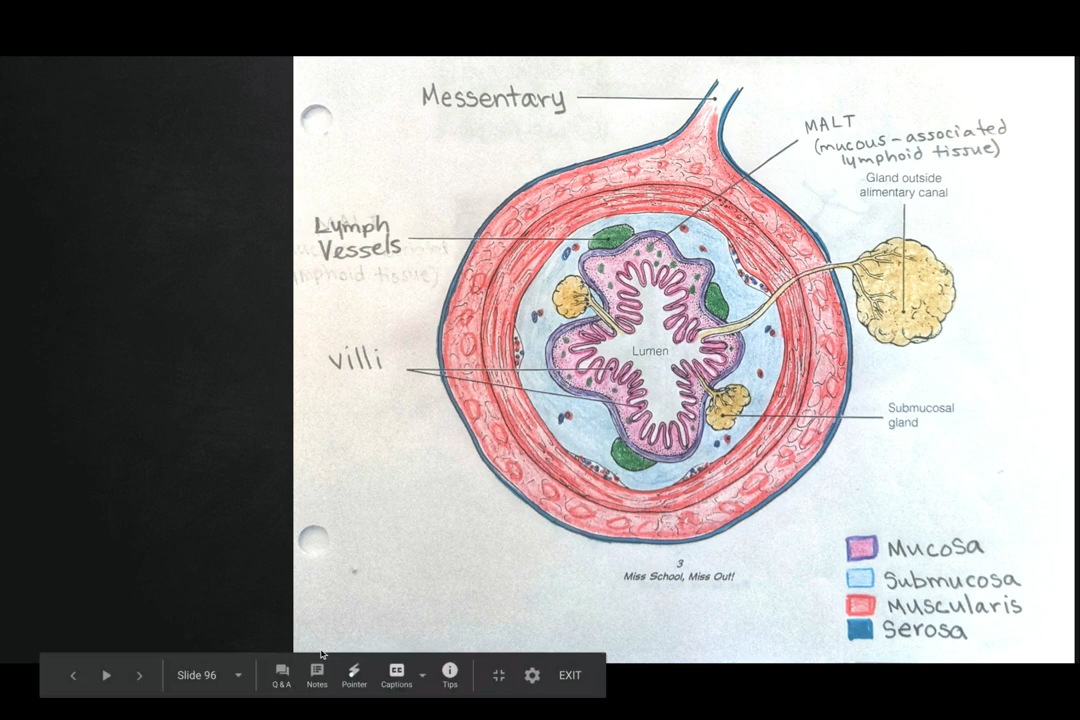 Messentary
MALT
(mucous-associated
lymphoid tissue)
Gland outside
alimentary canal
Lymph
Vessels
villi
Lumen
Submucosal
gland
3
Miss School, Miss Out!
Mucosa
Submucosa
Muscularis
Serosa
Slide 96
Q & A
Notes
Pointer
CC
Captions
Tips
EXIT